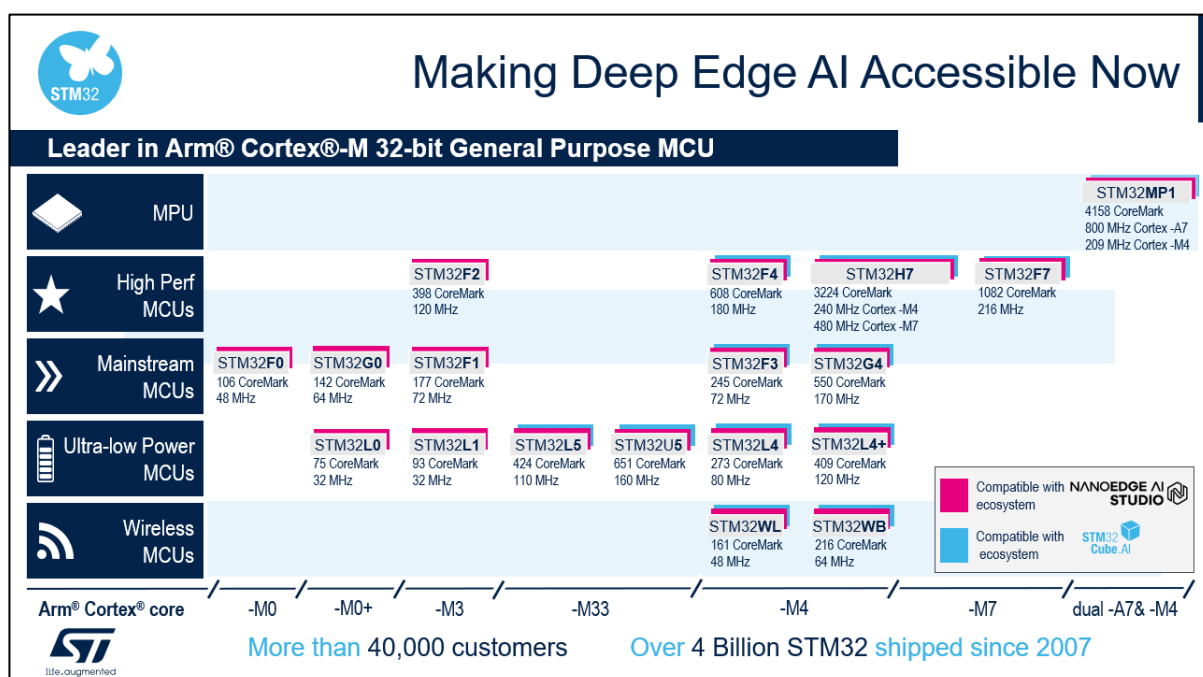 STM32
Making Deep Edge AI Accessible Now
Leader in Arm® Cortex®-M 32-bit General Purpose MCU
MPU
STM32MP1
4158 CoreMark
800 MHz Cortex -A7
209 MHz Cortex -M4
High Perf
MCUs
STM32F2
398 CoreMark
120 MHz
STM32F4
608 CoreMark
180 MHz
STM32H7
3224 CoreMark
240 MHz Cortex -M4
480 MHz Cortex -M7
STM32F7
1082 CoreMark
216 MHz
Mainstream
MCUs
STM32F0
106 CoreMark
48 MHz
STM32G0
142 CoreMark
64 MHz
STM32F1
177 CoreMark
72 MHz
STM32F3
245 CoreMark
72 MHz
STM32G4
550 CoreMark
170 MHz
Ultra-low Power
MCUs
STM32L0
75 CoreMark
32 MHz
STM32L1
93 CoreMark
32 MHz
STM32L5
424 CoreMark
110 MHz
STM32U5
651 CoreMark
160 MHz
STM32L4
273 CoreMark
80 MHz
STM32L4+
409 CoreMark
120 MHz
Wireless
MCUs
STM32WL
161 CoreMark
48 MHz
STM32WB
216 CoreMark
64 MHz
Compatible with
ecosystem
NANOEDGE AI
STUDIO
Compatible with
ecosystem
STM32
Cube.AI
Arm® Cortex® core
-M0
-M0+
-M3
-M33
-M4
-M7
dual -A7& -M4
ST
life.augmented
More than 40,000 customers
Over 4 Billion STM32 shipped since 2007